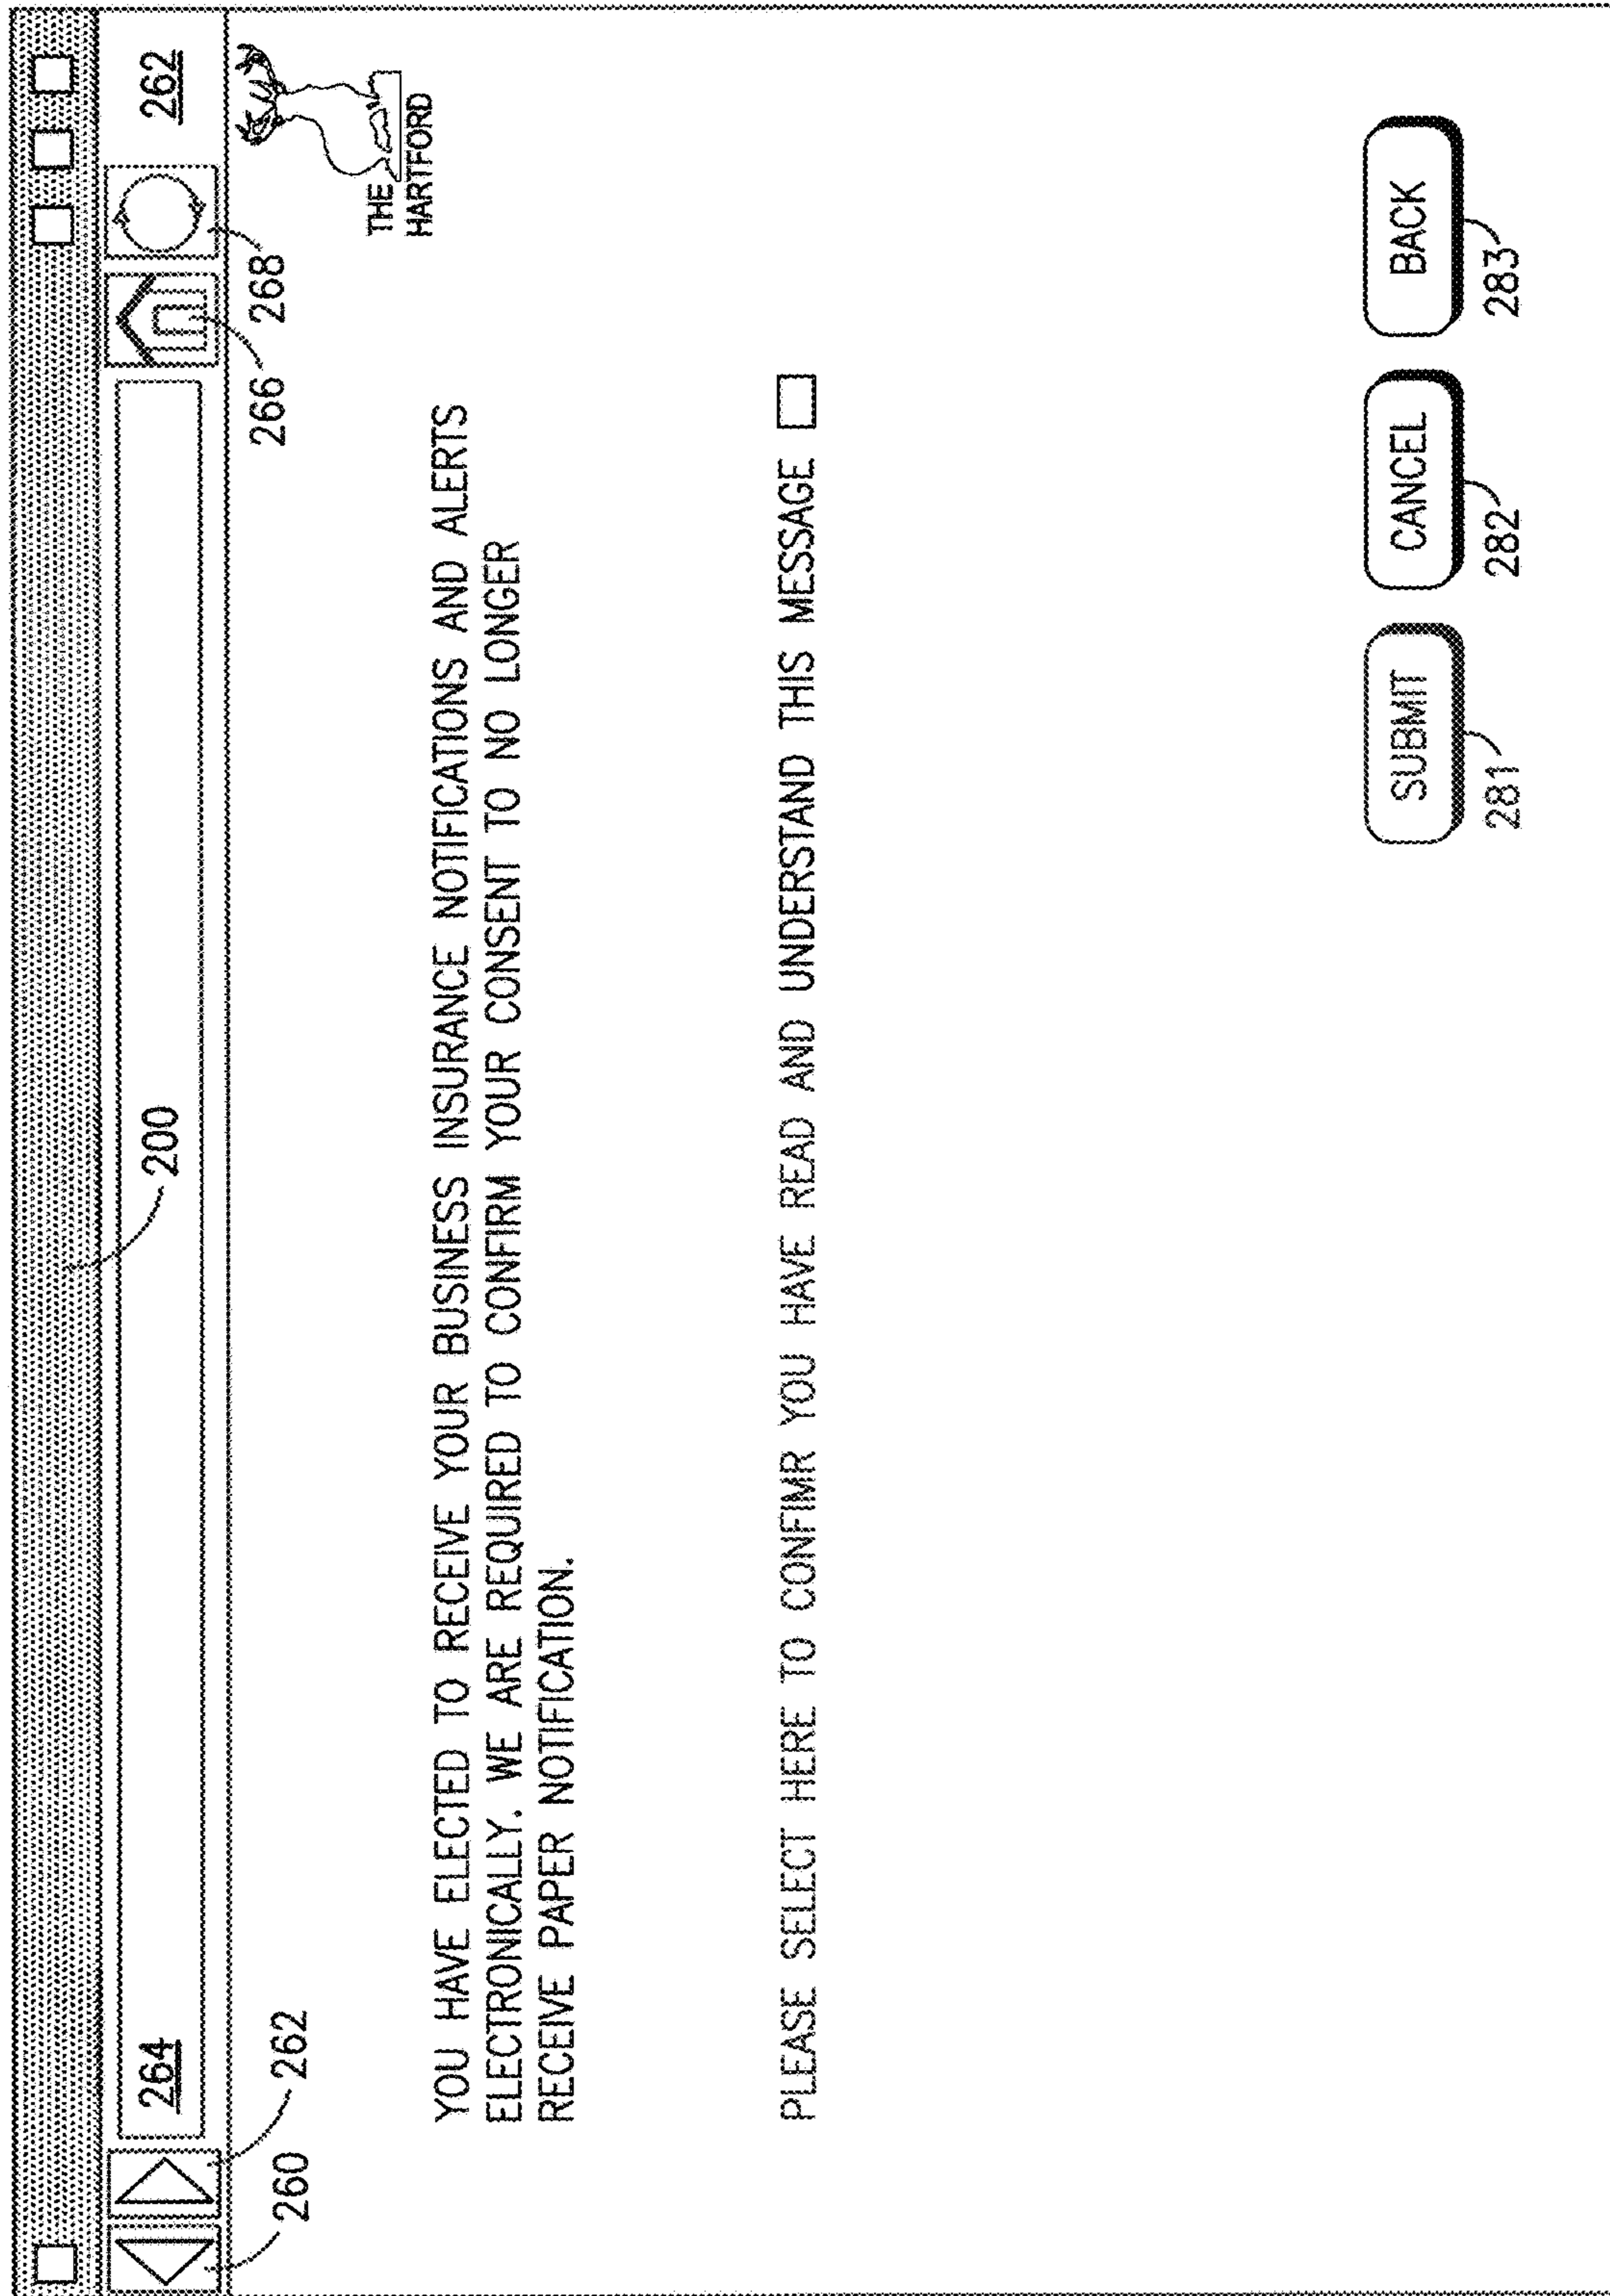 200
264
262
260
262
266
268
THE
HARTFORD
YOU HAVE ELECTED TO RECEIVE YOUR BUSINESS INSURANCE NOTIFICATIONS AND ALERTS
ELECTRONICALLY. WE ARE REQUIRED TO CONFIRM YOUR CONSENT TO NO LONGER
RECEIVE PAPER NOTIFICATION.
PLEASE SELECT HERE TO CONFIMR YOU HAVE READ AND UNDERSTAND THIS MESSAGE
SUBMIT
CANCEL
BACK
281
282
283